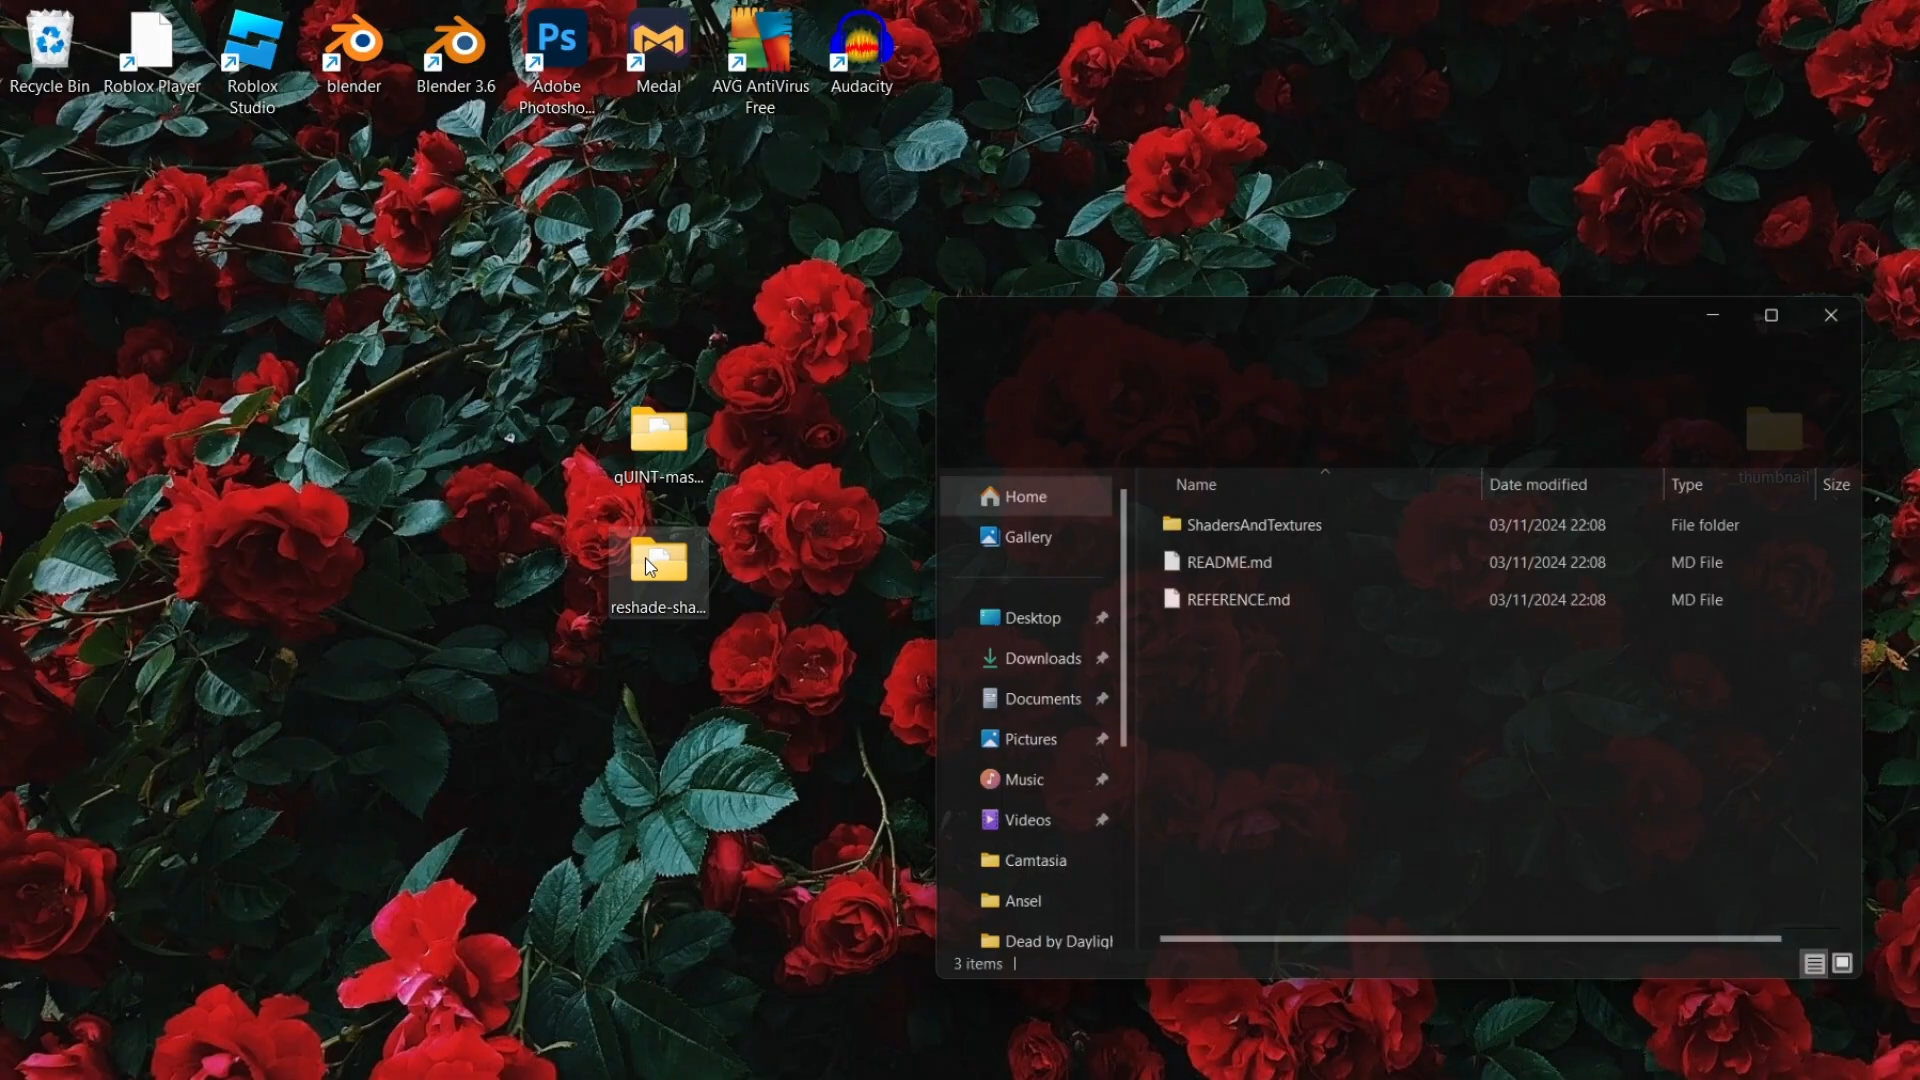 Recycle Bin
Roblox Player
Roblox
Studio
blender
Blender 3.6
Ps
Adobe
Photosho...
Medal
AVG AntiVirus
Free
Audacity
qUINT-mas...
reshade-sha...
thumbnail
Home
Gallery
Desktop
Downloads
Documents
Pictures
Music
Videos
Camtasia
Ansel
Dead by Dayligh
Name Date modified Type Size
ShadersAndTextures 03/11/2024 22:08 File folder
README.md 03/11/2024 22:08 MD File
REFERENCE.md 03/11/2024 22:08 MD File
3 items